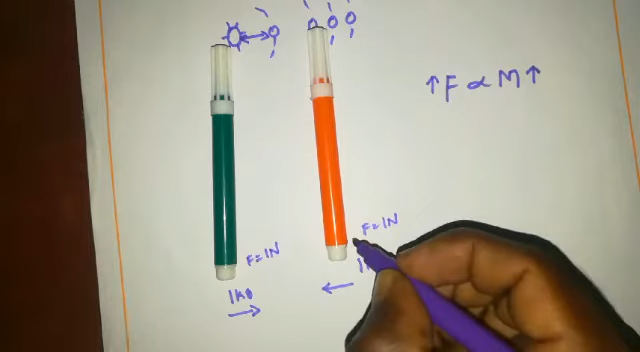 ↑F ∝ M↑
F=1N
F=1N
1KG